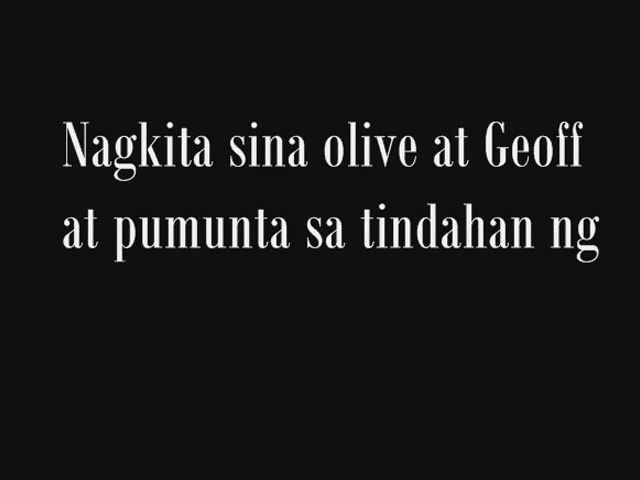 Nagkita sina olive at Geoff
at pumunta sa tindahan ng